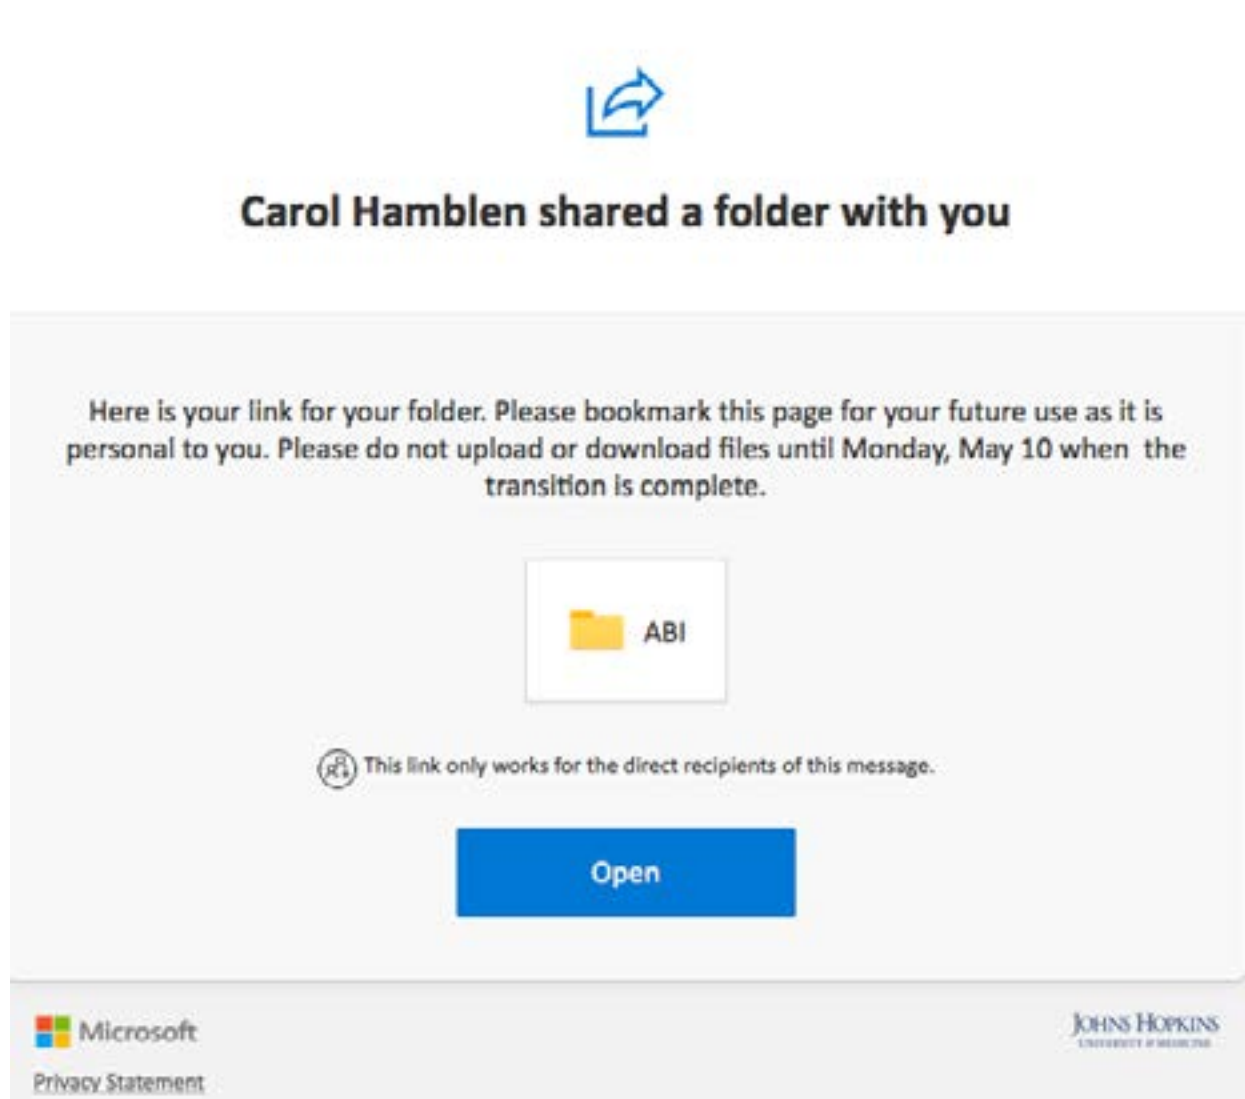 Carol Hamblen shared a folder with you
Here is your link for your folder. Please bookmark this page for your future use as it is
personal to you. Please do not upload or download files until Monday, May 10 when the
transition is complete.
ABI
This link only works for the direct recipients of this message.
Open
Microsoft
JOHNS HOPKINS
UNIVERSITY & MEDICINE
Privacy Statement